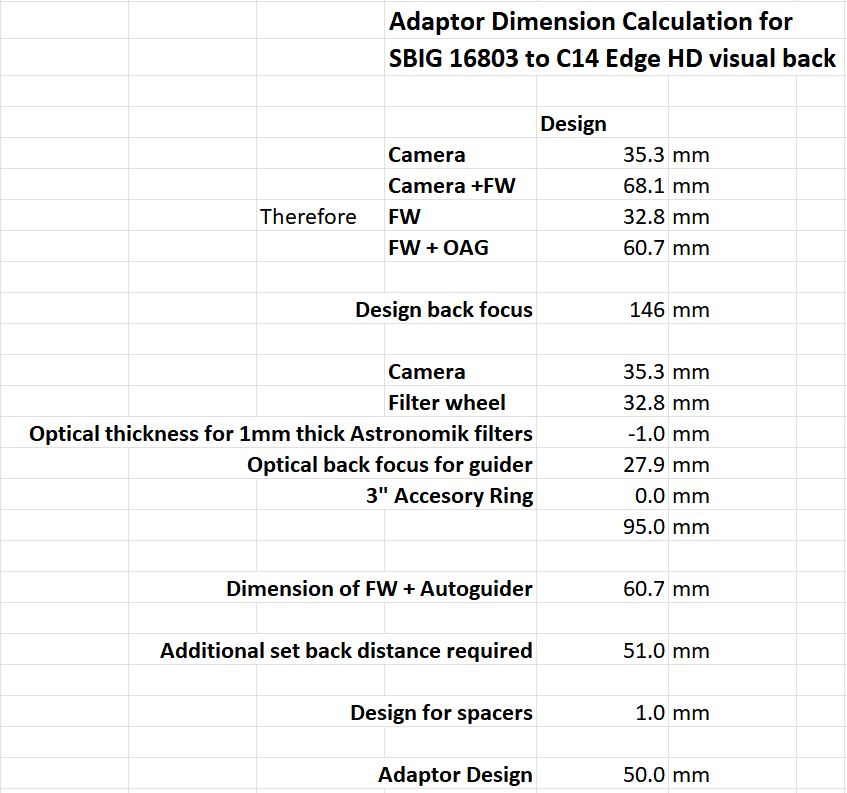 Adaptor Dimension Calculation for
SBIG 16803 to C14 Edge HD visual back
Design
Camera 35.3 mm
Camera +FW 68.1 mm
Therefore FW 32.8 mm
FW + OAG 60.7 mm
Design back focus 146 mm
Camera 35.3 mm
Filter wheel 32.8 mm
Optical thickness for 1mm thick Astronomik filters -1.0 mm
Optical back focus for guider 27.9 mm
3" Accesory Ring 0.0 mm
95.0 mm
Dimension of FW + Autoguider 60.7 mm
Additional set back distance required 51.0 mm
Design for spacers 1.0 mm
Adaptor Design 50.0 mm